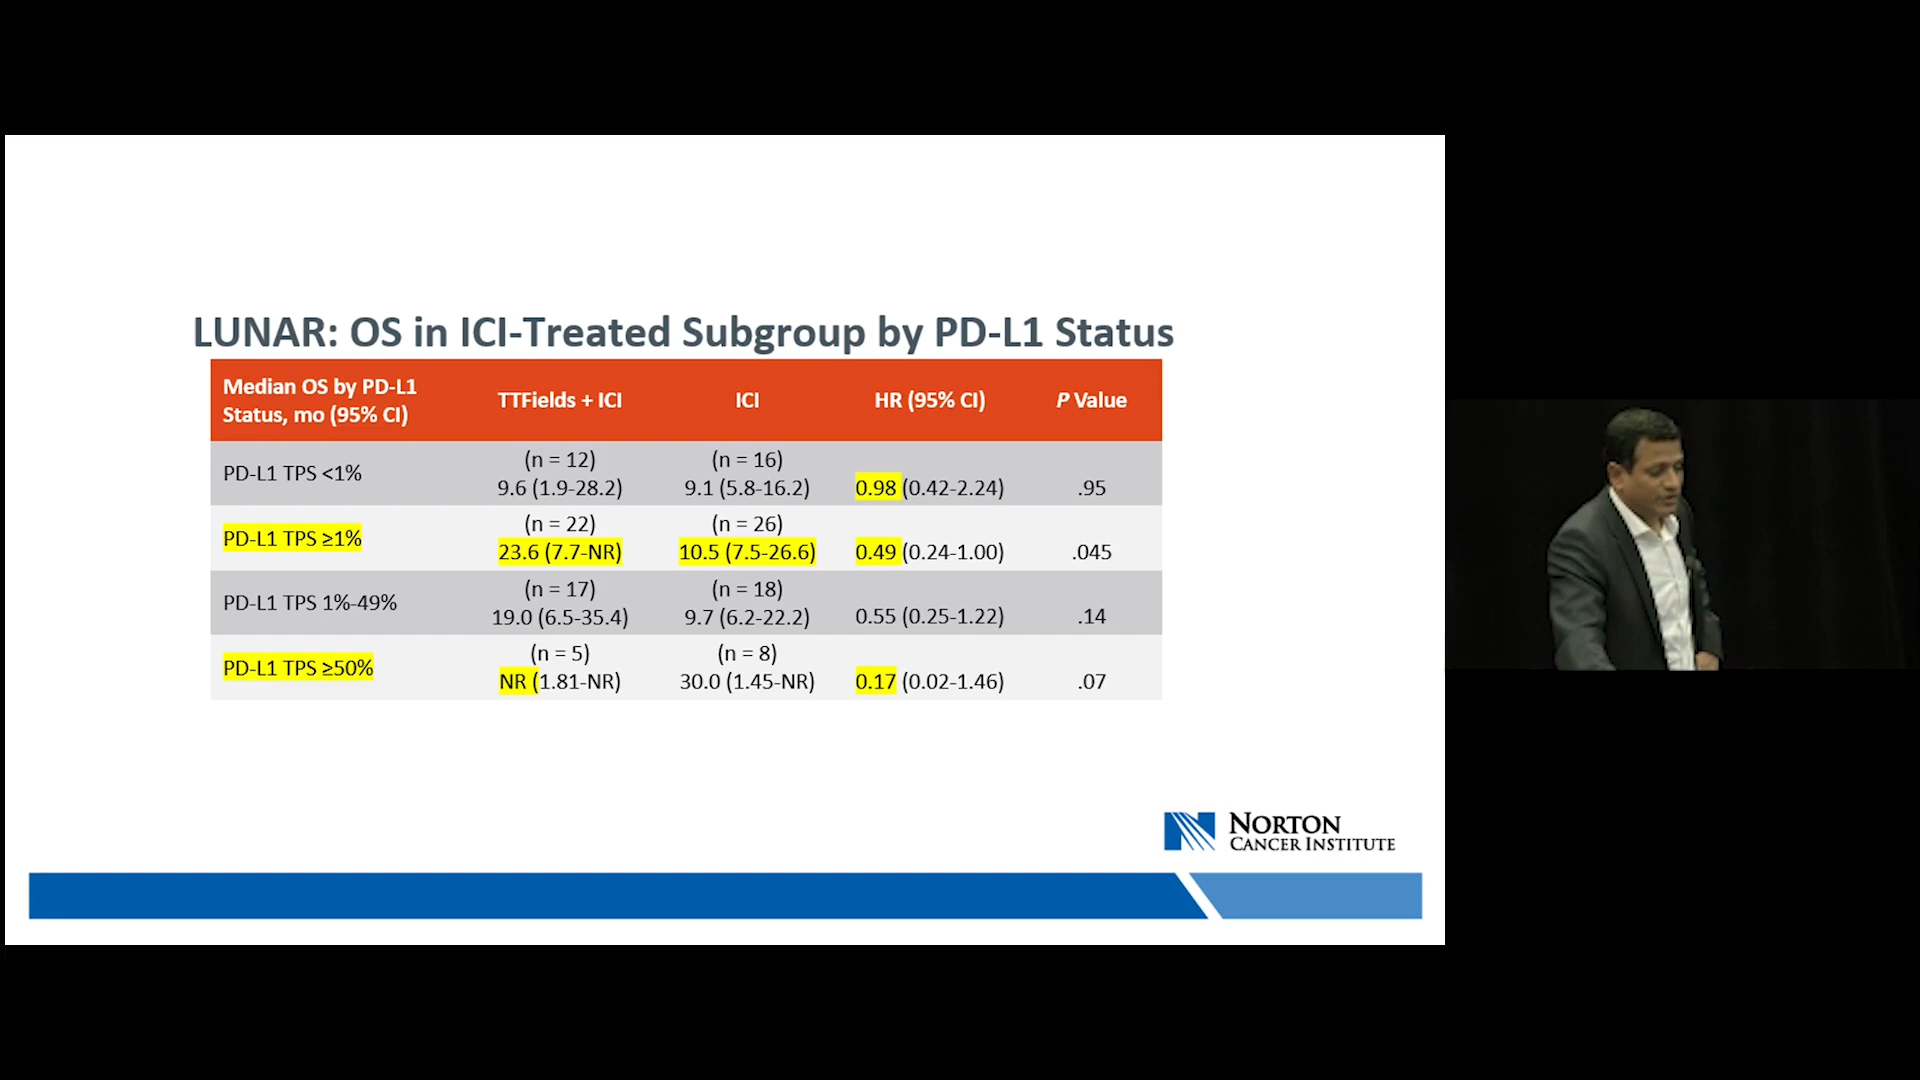 LUNAR: OS in ICI-Treated Subgroup by PD-L1 Status
Median OS by PD-L1
Status, mo (95% CI)
TTFields + ICI
ICI
HR (95% CI)
P Value
PD-L1 TPS <1%
(n = 12)
9.6 (1.9-28.2)
(n = 16)
9.1 (5.8-16.2)
0.98 (0.42-2.24)
.95
PD-L1 TPS ≥1%
(n = 22)
23.6 (7.7-NR)
(n = 26)
10.5 (7.5-26.6)
0.49 (0.24-1.00)
.045
PD-L1 TPS 1%-49%
(n = 17)
19.0 (6.5-35.4)
(n = 18)
9.7 (6.2-22.2)
0.55 (0.25-1.22)
.14
PD-L1 TPS ≥50%
(n = 5)
NR (1.81-NR)
(n = 8)
30.0 (1.45-NR)
0.17 (0.02-1.46)
.07
NORTON
CANCER INSTITUTE